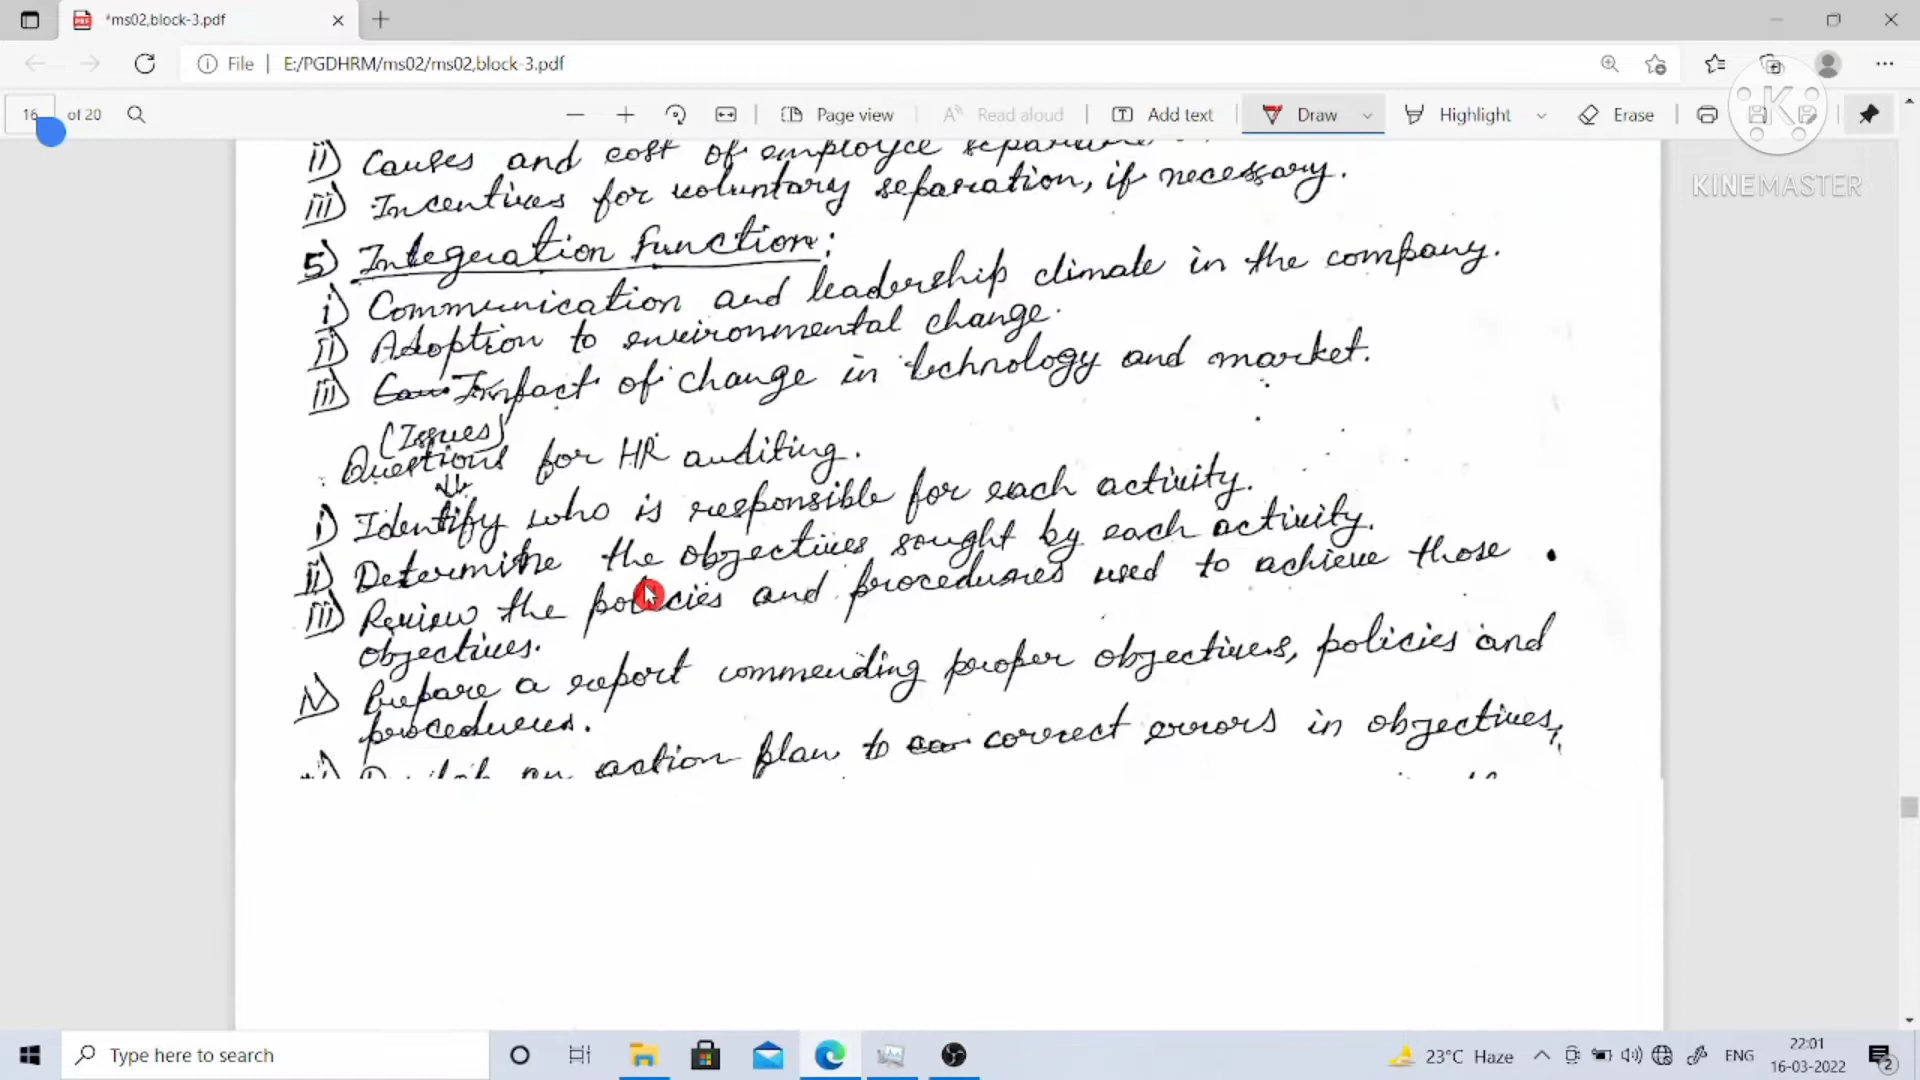 *ms02,block-3.pdf
File E:/PGDHRM/ms02/ms02,block-3.pdf
16 of 20 Page view Read aloud Add text Draw Highlight Erase
KINEMASTER
ii) Causes and cost of employee
iii) Incentives for voluntary separation, if necessary.
5) Integration Function:
i) Communication and leadership climate in the company.
ii) Adoption to environmental change.
iii) Impact of change in technology and market.
(Issues)
Questions for HR auditing.
i) Identify who is responsible for each activity.
ii) Determine the objectives sought by each activity.
iii) Review the policies and procedures used to achieve those
objectives.
iv) Prepare a report commending proper objectives, policies and
procedures.
an action plan to correct errors in objectives,
Type here to search
23°C Haze ENG 22:01
16-03-2022
2